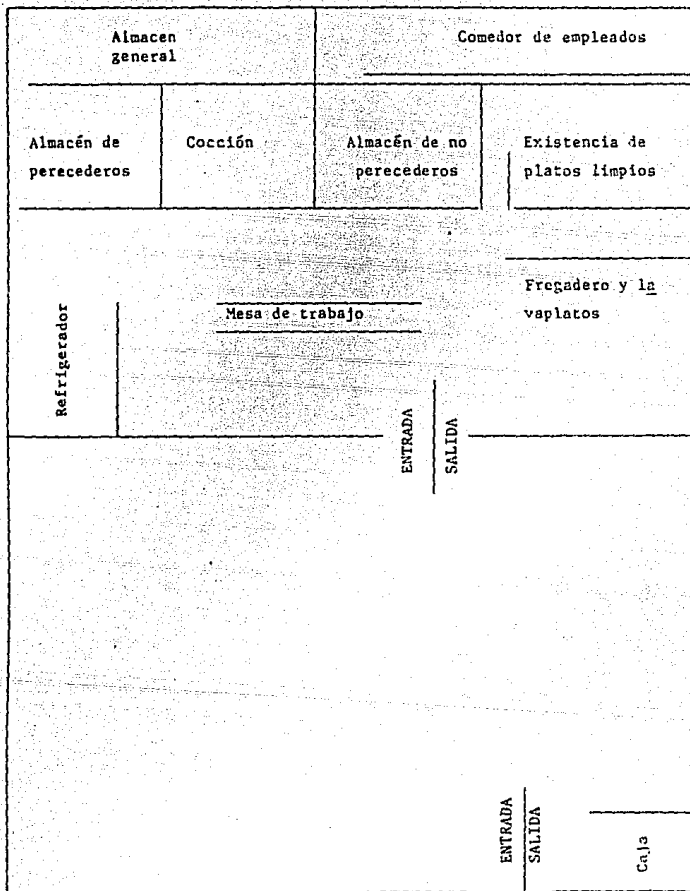 Almacen
general
Comedor de empleados
Almacén de
perecederos
Cocción
Almacén de no
perecederos
Existencia de
platos limpios
Refrigerador
Mesa de trabajo
Fregadero y la
vaplatos
ENTRADA
SALIDA
ENTRADA
SALIDA
Caja